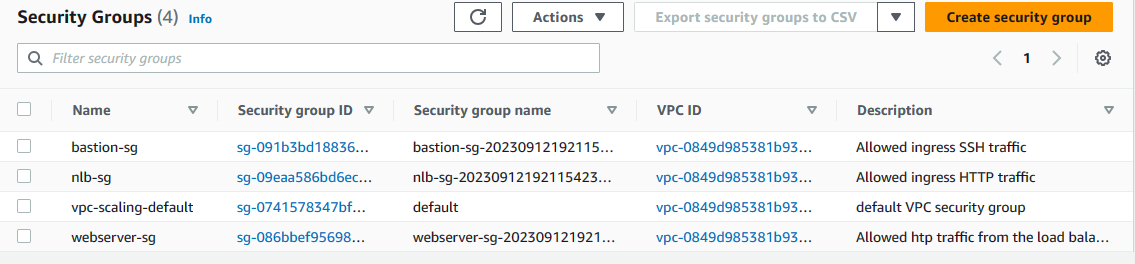 Security Groups (4) Info Actions Export security groups to CSV Create security group
Filter security groups 1
Name Security group ID Security group name VPC ID Description
bastion-sg sg-091b3bd18836... bastion-sg-20230912192115... vpc-0849d985381b93... Allowed ingress SSH traffic
nlb-sg sg-09eaa586bd6ec... nlb-sg-20230912192115423... vpc-0849d985381b93... Allowed ingress HTTP traffic
vpc-scaling-default sg-0741578347bf... default vpc-0849d985381b93... default VPC security group
webserver-sg sg-086bbef95698... webserver-sg-202309121921... vpc-0849d985381b93... Allowed htp traffic from the load bala...